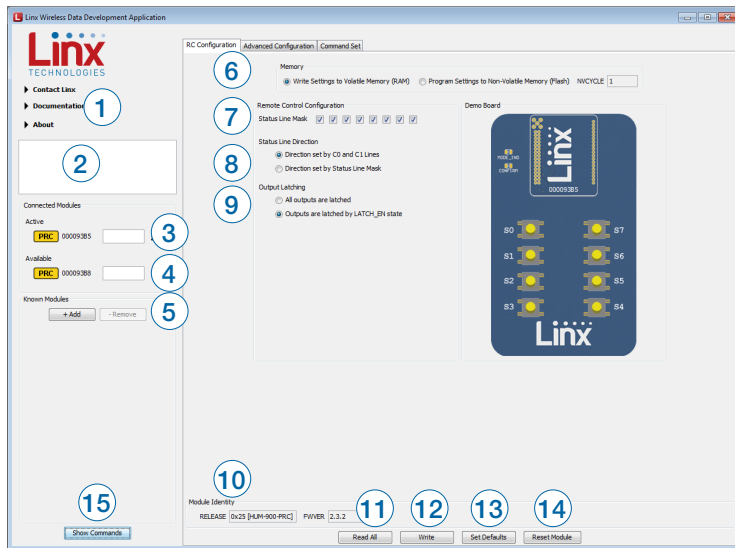 Linx Wireless Data Development Application
Linx
TECHNOLOGIES
Contact Linx
Documentation
About
1
2
Connected Modules
Active
PRC 000093B5
3
Available
PRC 000093B8
4
Known Modules
+ Add - Remove
5
15
Show Commands
RC Configuration Advanced Configuration Command Set
6
Memory
Write Settings to Volatile Memory (RAM) Program Settings to Non-Volatile Memory (Flash) NVCYCLE 1
7
Remote Control Configuration
Status Line Mask
8
Status Line Direction
Direction set by C0 and C1 Lines
Direction set by Status Line Mask
9
Output Latching
All outputs are latched
Outputs are latched by LATCH_EN state
Demo Board
Linx
MODE_IND
CONFIRM
000093B5
S0 S7
S1 S6
S2 S5
S3 S4
Linx
10
Module Identity
RELEASE 0x25 [HUM-900-PRC] FWVER 2.3.2
11 12 13 14
Read All Write Set Defaults Reset Module